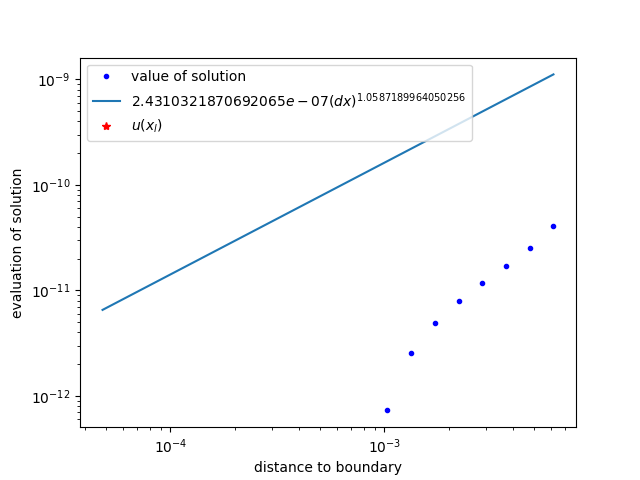 value of solution
2.4310321870692065e − 07(dx)^1.0587189964050256
u(x_l)
10^-9
10^-10
10^-11
10^-12
evaluation of solution
10^-4
10^-3
distance to boundary